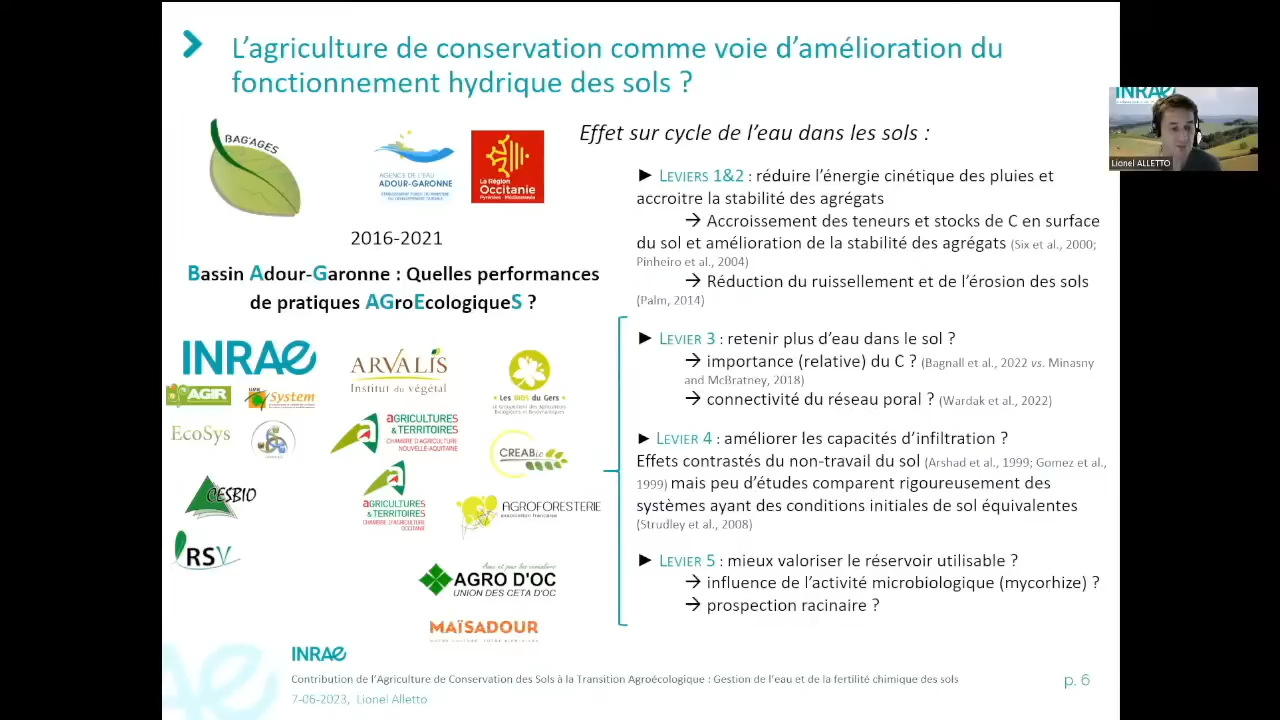 L'agriculture de conservation comme voie d'amélioration du
fonctionnement hydrique des sols ?
BAG'AGES
AGENCE DE L'EAU
ADOUR-GARONNE
ÉTABLISSEMENT PUBLIC DU MINISTÈRE
DU DÉVELOPPEMENT DURABLE
La Région
Occitanie
Pyrénées - Méditerranée
2016-2021
Bassin Adour-Garonne : Quelles performances
de pratiques AGroEcologiqueS ?
INRAE
AGIR
System
EcoSys
CESBIO
RSV
ARVALIS
Institut du végétal
Les BIOS du Gers
AGRICULTURES
& TERRITOIRES
CHAMBRE D'AGRICULTURE
NOUVELLE-AQUITAINE
CREABio
AGRICULTURES
& TERRITOIRES
CHAMBRE D'AGRICULTURE
OCCITANIE
AGROFORESTERIE
association française
AGRO D'OC
UNION DES CETA D'OC
MAÏSADOUR
Effet sur cycle de l'eau dans les sols :
► LEVIERS 1&2 : réduire l'énergie cinétique des pluies et
accroitre la stabilité des agrégats
→ Accroissement des teneurs et stocks de C en surface
du sol et amélioration de la stabilité des agrégats (Six et al., 2000;
Pinheiro et al., 2004)
→ Réduction du ruissellement et de l'érosion des sols
(Palm, 2014)
► LEVIER 3 : retenir plus d'eau dans le sol ?
→ importance (relative) du C ? (Bagnall et al., 2022 vs. Minasny
and McBratney, 2018)
→ connectivité du réseau poral ? (Wardak et al., 2022)
► LEVIER 4 : améliorer les capacités d'infiltration ?
Effets contrastés du non-travail du sol (Arshad et al., 1999; Gomez et al.,
1999) mais peu d'études comparent rigoureusement des
systèmes ayant des conditions initiales de sol équivalentes
(Strudley et al., 2008)
► LEVIER 5 : mieux valoriser le réservoir utilisable ?
→ influence de l'activité microbiologique (mycorhize) ?
→ prospection racinaire ?
INRAE
Contribution de l'Agriculture de Conservation des Sols à la Transition Agroécologique : Gestion de l'eau et de la fertilité chimique des sols
7-06-2023, Lionel Alletto
p. 6
INRAE
Lionel ALLETTO